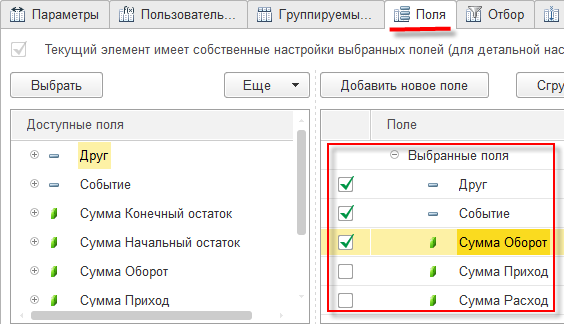 Параметры
Пользователь...
Группируемы...
Поля
Отбор
Текущий элемент имеет собственные настройки выбранных полей (для детальной нас
Выбрать
Еще
Добавить новое поле
Сгру
Доступные поля
Друг
Событие
Сумма Конечный остаток
Сумма Начальный остаток
Сумма Оборот
Сумма Приход
Поле
Выбранные поля
Друг
Событие
Сумма Оборот
Сумма Приход
Сумма Расход